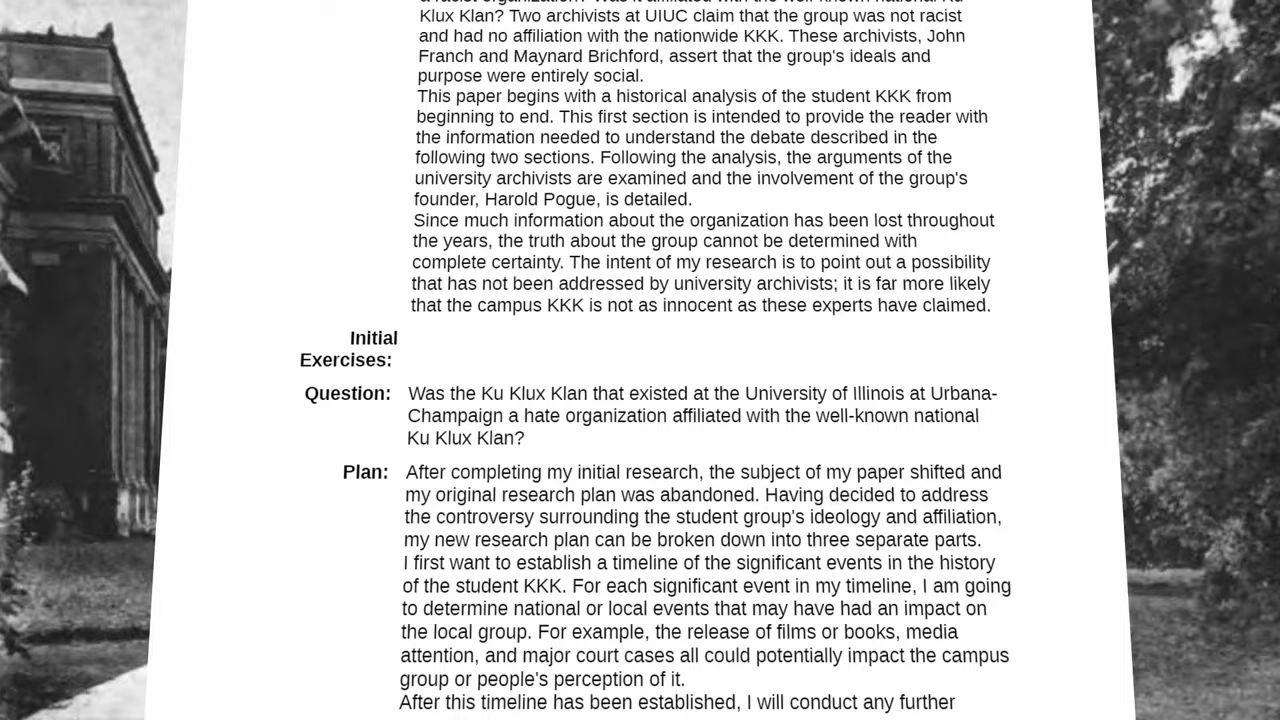 Klux Klan? Two archivists at UIUC claim that the group was not racist
and had no affiliation with the nationwide KKK. These archivists, John
Franch and Maynard Brichford, assert that the group's ideals and
purpose were entirely social.
This paper begins with a historical analysis of the student KKK from
beginning to end. This first section is intended to provide the reader with
the information needed to understand the debate described in the
following two sections. Following the analysis, the arguments of the
university archivists are examined and the involvement of the group's
founder, Harold Pogue, is detailed.
Since much information about the organization has been lost throughout
the years, the truth about the group cannot be determined with
complete certainty. The intent of my research is to point out a possibility
that has not been addressed by university archivists; it is far more likely
that the campus KKK is not as innocent as these experts have claimed.
Initial
Exercises:
Question: Was the Ku Klux Klan that existed at the University of Illinois at Urbana-
Champaign a hate organization affiliated with the well-known national
Ku Klux Klan?
Plan: After completing my initial research, the subject of my paper shifted and
my original research plan was abandoned. Having decided to address
the controversy surrounding the student group's ideology and affiliation,
my new research plan can be broken down into three separate parts.
I first want to establish a timeline of the significant events in the history
of the student KKK. For each significant event in my timeline, I am going
to determine national or local events that may have had an impact on
the local group. For example, the release of films or books, media
attention, and major court cases all could potentially impact the campus
group or people's perception of it.
After this timeline has been established, I will conduct any further